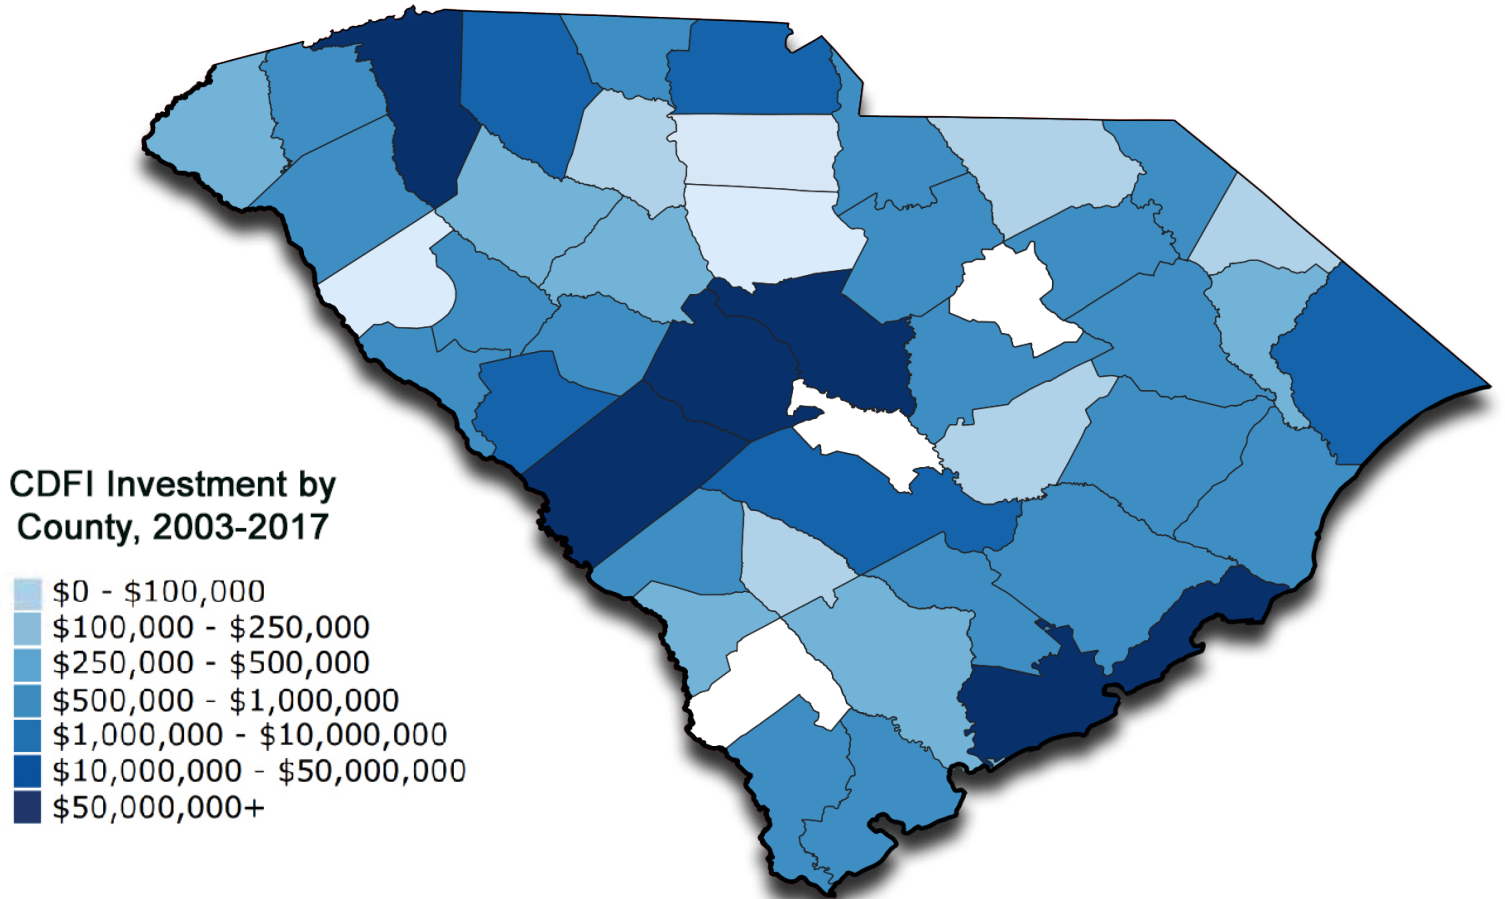 CDFI Investment by
County, 2003-2017
$0 - $100,000
$100,000 - $250,000
$250,000 - $500,000
$500,000 - $1,000,000
$1,000,000 - $10,000,000
$10,000,000 - $50,000,000
$50,000,000+